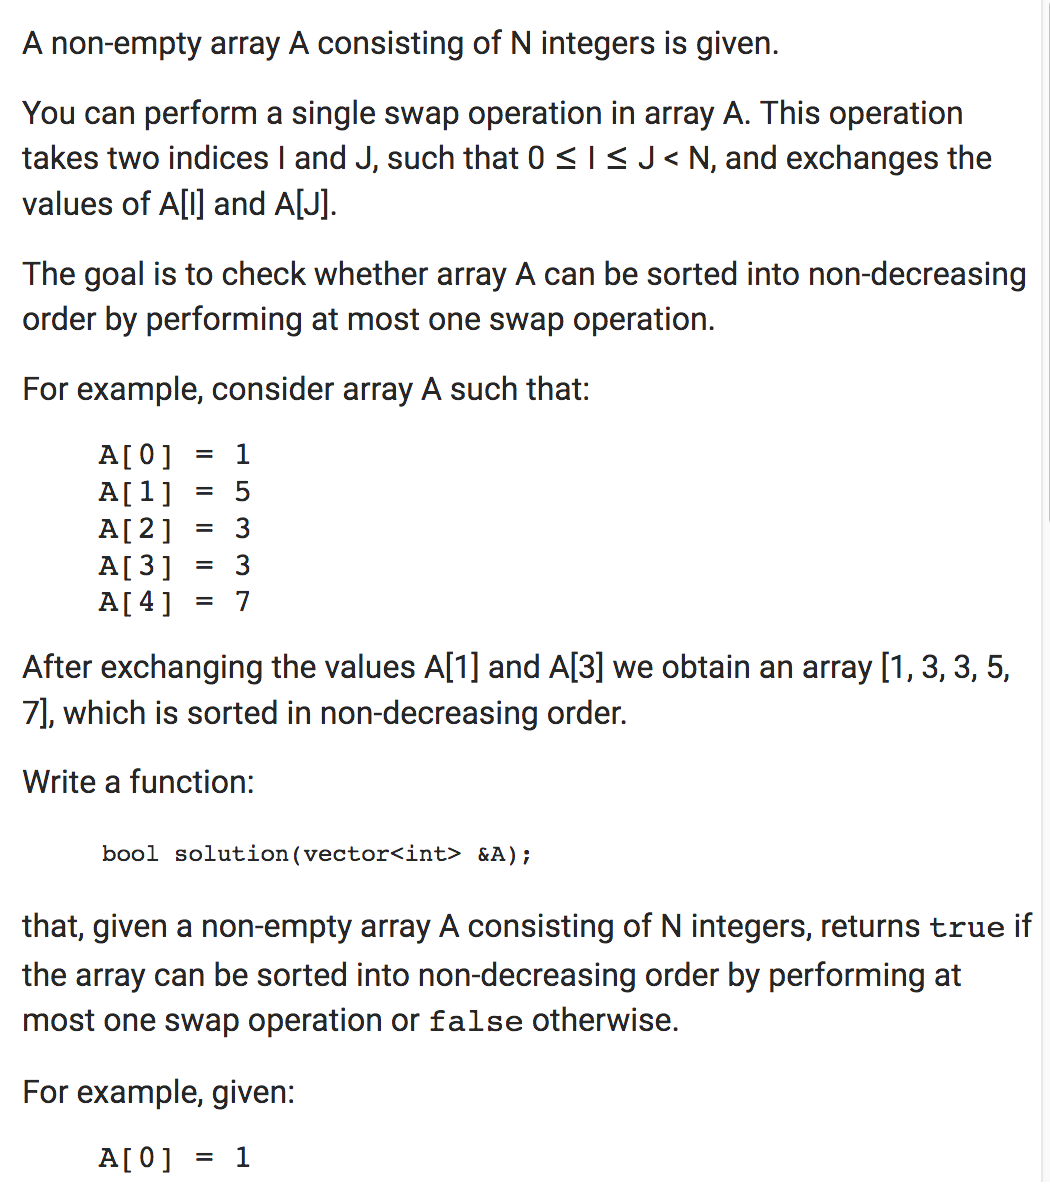 A non-empty array A consisting of N integers is given.
You can perform a single swap operation in array A. This operation
takes two indices I and J, such that 0 ≤ I ≤ J < N, and exchanges the
values of A[I] and A[J].
The goal is to check whether array A can be sorted into non-decreasing
order by performing at most one swap operation.
For example, consider array A such that:
A[0] = 1
A[1] = 5
A[2] = 3
A[3] = 3
A[4] = 7
After exchanging the values A[1] and A[3] we obtain an array [1, 3, 3, 5,
7], which is sorted in non-decreasing order.
Write a function:
bool solution(vector<int> &A);
that, given a non-empty array A consisting of N integers, returns true if
the array can be sorted into non-decreasing order by performing at
most one swap operation or false otherwise.
For example, given:
A[0] = 1